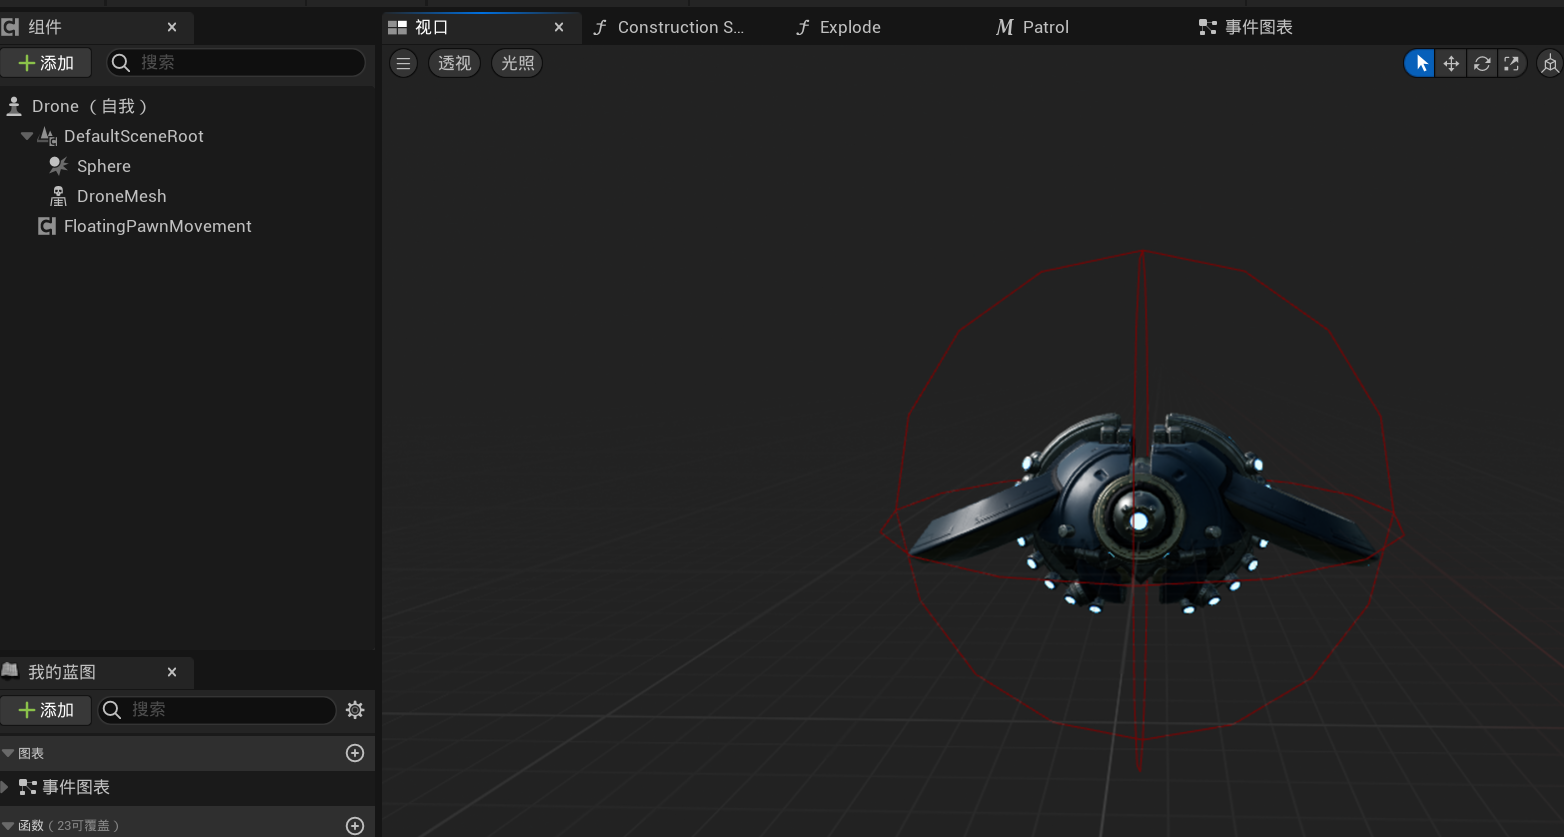 组件
视口
Construction S...
Explode
Patrol
事件图表
添加
搜索
透视
光照
Drone （自我）
DefaultSceneRoot
Sphere
DroneMesh
FloatingPawnMovement
我的蓝图
添加
搜索
图表
事件图表
函数（23可覆盖）